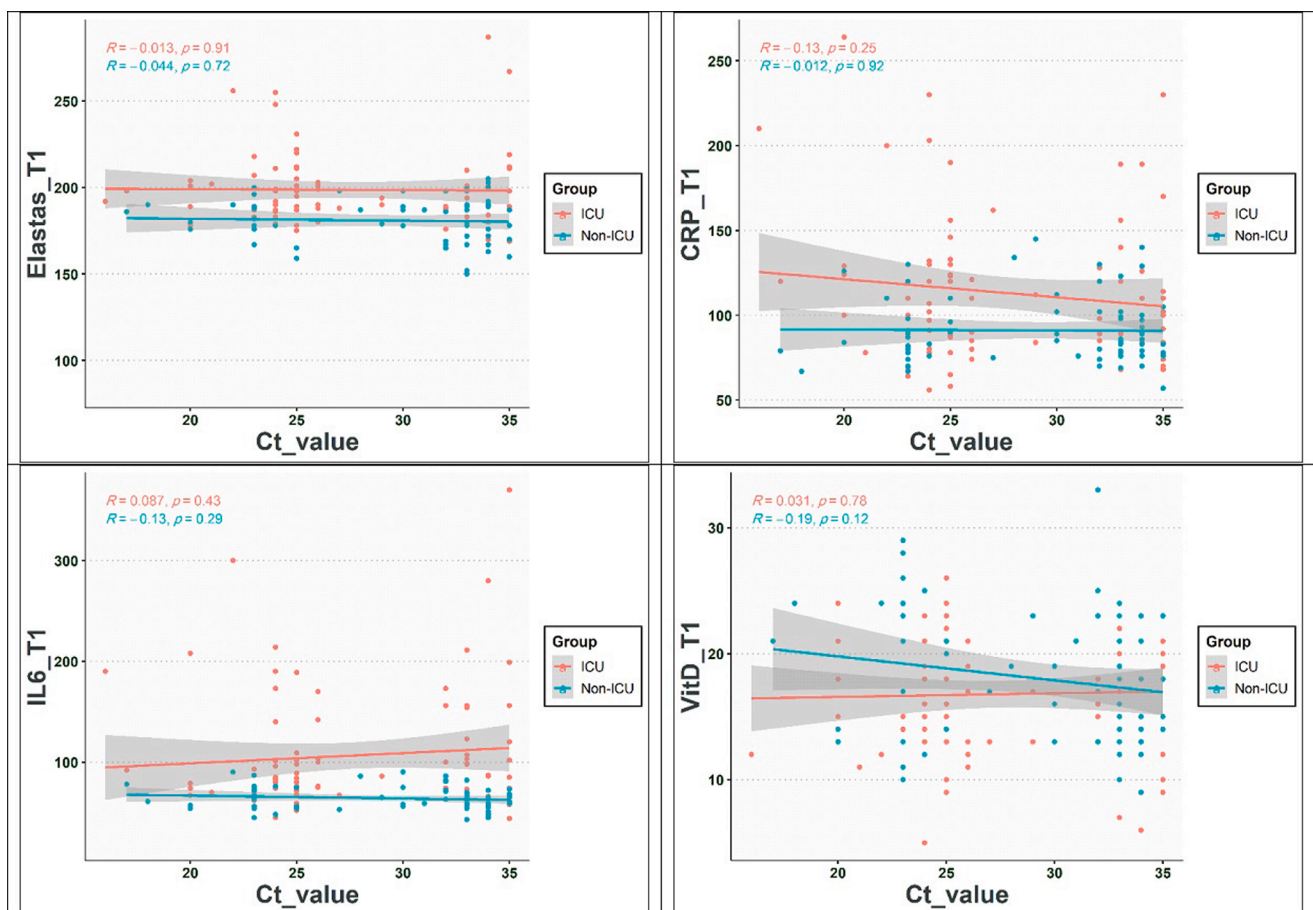 R = −0.013, p = 0.91
R = −0.044, p = 0.72
250
200
150
100
Elastas_T1
20 25 30 35
Ct_value
Group
ICU
Non-ICU
R = −0.13, p = 0.25
R = −0.012, p = 0.92
250
200
150
100
50
CRP_T1
20 25 30 35
Ct_value
Group
ICU
Non-ICU
R = 0.087, p = 0.43
R = −0.13, p = 0.29
300
200
100
IL6_T1
20 25 30 35
Ct_value
Group
ICU
Non-ICU
R = 0.031, p = 0.78
R = −0.19, p = 0.12
30
20
10
VitD_T1
20 25 30 35
Ct_value
Group
ICU
Non-ICU